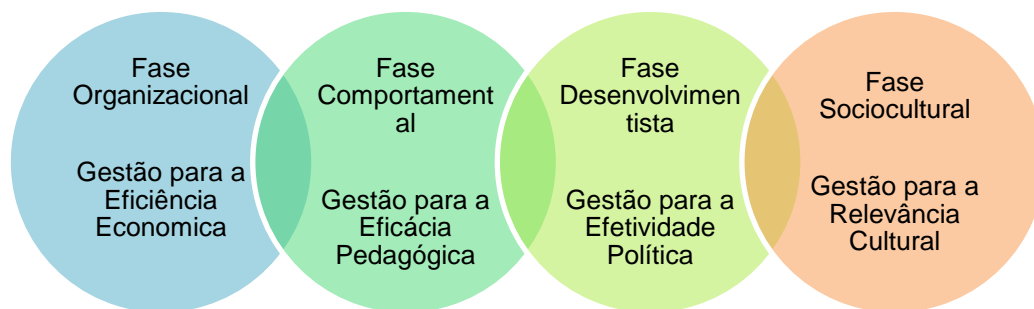 Fase
Organizacional
Gestão para a
Eficiência
Economica
Fase
Comportament
al
Gestão para a
Eficácia
Pedagógica
Fase
Desenvolvimen
tista
Gestão para a
Efetividade
Política
Fase
Sociocultural
Gestão para a
Relevância
Cultural